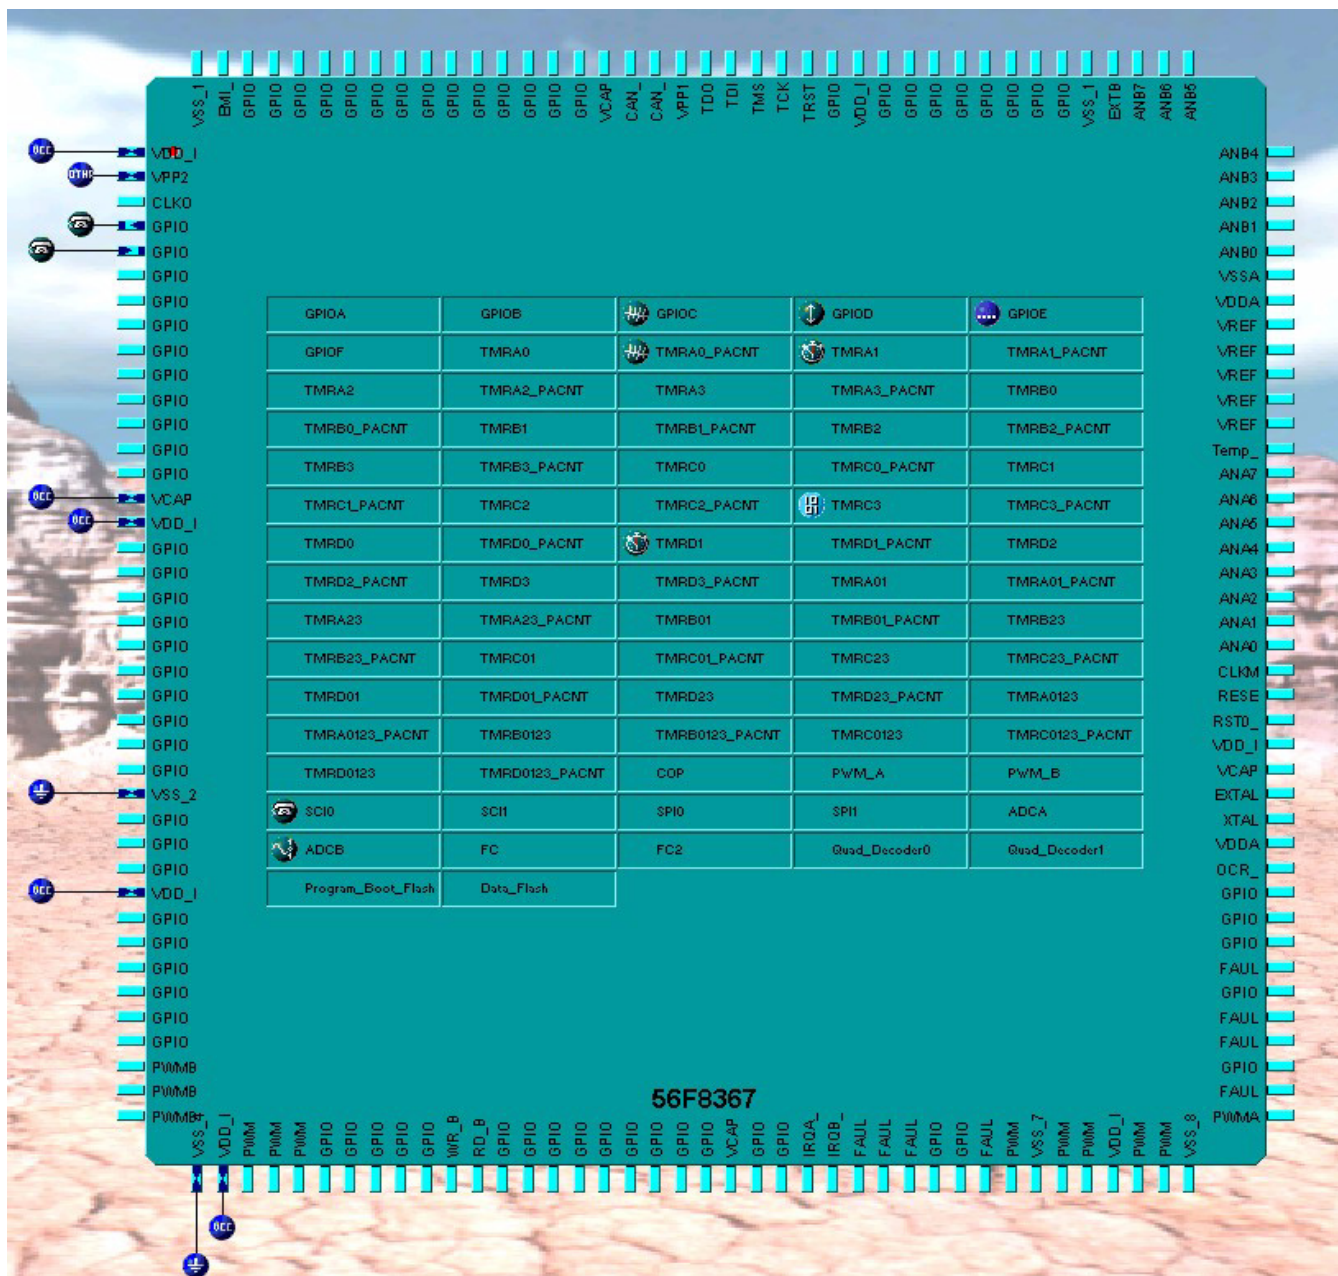 VSS_1 EMI_ GPIO GPIO GPIO GPIO GPIO GPIO GPIO GPIO GPIO GPIO GPIO GPIO GPIO GPIO VCAP CAN_ CAN_ VPP1 TDO TDI TMS TCK TRST GPIO VDD_I GPIO GPIO GPIO GPIO GPIO GPIO GPIO VSS_1 EXTB ANB7 ANB6 ANB5
VCC VDD_I ANB4
OTHR VPP2 ANB3
CLKO ANB2
GPIO ANB1
GPIO ANB0
GPIO VSSA
GPIO VDDA
GPIOA GPIOB GPIOC GPIOD GPIOE
GPIO VREF
GPIO VREF
GPIOF TMRA0 TMRA0_PACNT TMRA1 TMRA1_PACNT
GPIO VREF
TMRA2 TMRA2_PACNT TMRA3 TMRA3_PACNT TMRB0
GPIO VREF
GPIO VREF
TMRB0_PACNT TMRB1 TMRB1_PACNT TMRB2 TMRB2_PACNT
GPIO Temp_
GPIO ANA7
TMRB3 TMRB3_PACNT TMRC0 TMRC0_PACNT TMRC1
VCC VCAP ANA6
TMRC1_PACNT TMRC2 TMRC2_PACNT TMRC3 TMRC3_PACNT
VCC VDD_I ANA5
GPIO ANA4
TMRD0 TMRD0_PACNT TMRD1 TMRD1_PACNT TMRD2
GPIO ANA3
TMRD2_PACNT TMRD3 TMRD3_PACNT TMRA01 TMRA01_PACNT
GPIO ANA2
GPIO ANA1
TMRA23 TMRA23_PACNT TMRB01 TMRB01_PACNT TMRB23
GPIO ANA0
TMRB23_PACNT TMRC01 TMRC01_PACNT TMRC23 TMRC23_PACNT
GPIO CLKM
GPIO RESE
TMRD01 TMRD01_PACNT TMRD23 TMRD23_PACNT TMRA0123
GPIO RSTO_
TMRA0123_PACNT TMRB0123 TMRB0123_PACNT TMRC0123 TMRC0123_PACNT
GPIO VDD_I
GPIO VCAP
TMRD0123 TMRD0123_PACNT COP PWM_A PWM_B
VSS_2 EXTAL
SCI0 SCI1 SPI0 SPI1 ADCA
GPIO XTAL
GPIO VDDA
ADCB FC FC2 Quad_Decoder0 Quad_Decoder1
GPIO OCR_
Program_Boot_Flash Data_Flash
VCC VDD_I GPIO
GPIO GPIO
GPIO GPIO
GPIO FAUL
GPIO GPIO
GPIO FAUL
GPIO FAUL
PWMB GPIO
PWMB FAUL
56F8367
PWMB PWMA
VSS_4 VDD_I PWM PWM PWM GPIO GPIO GPIO GPIO GPIO WR_B RD_B GPIO GPIO GPIO GPIO GPIO GPIO GPIO GPIO GPIO VCAP GPIO GPIO IRQA_ IRQB_ FAUL FAUL FAUL GPIO GPIO FAUL PWM VSS_7 PWM PWM VDD_I PWM PWM VSS_8
VCC